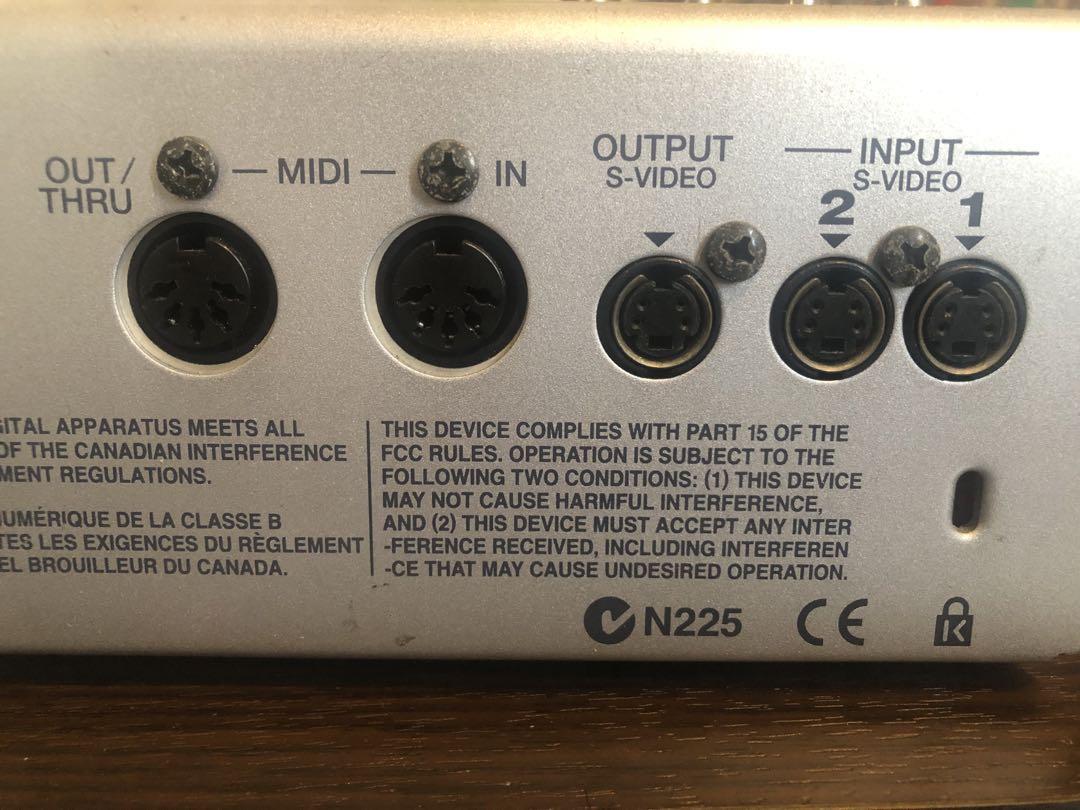 OUT/
THRU
MIDI
IN
OUTPUT
S-VIDEO
INPUT
S-VIDEO
2
1
GITAL APPARATUS MEETS ALL
OF THE CANADIAN INTERFERENCE
MENT REGULATIONS.
NUMÉRIQUE DE LA CLASSE B
TES LES EXIGENCES DU RÈGLEMENT
EL BROUILLEUR DU CANADA.
THIS DEVICE COMPLIES WITH PART 15 OF THE
FCC RULES. OPERATION IS SUBJECT TO THE
FOLLOWING TWO CONDITIONS: (1) THIS DEVICE
MAY NOT CAUSE HARMFUL INTERFERENCE,
AND (2) THIS DEVICE MUST ACCEPT ANY INTER
-FERENCE RECEIVED, INCLUDING INTERFEREN
-CE THAT MAY CAUSE UNDESIRED OPERATION.
N225
CE
K